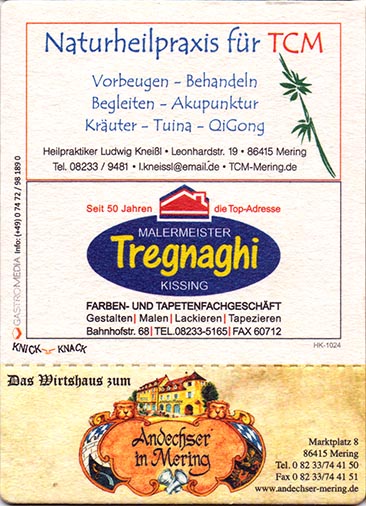 Naturheilpraxis für TCM
Vorbeugen - Behandeln
Begleiten - Akupunktur
Kräuter - Tuina - QiGong
Heilpraktiker Ludwig Kneißl • Leonhardstr. 19 • 86415 Mering
Tel. 08233 / 9481 • l.kneissl@email.de • TCM-Mering.de
Seit 50 Jahren die Top-Adresse
MALERMEISTER
Tregnaghi
KISSING
FARBEN- UND TAPETENFACHGESCHÄFT
Gestalten| Malen| Lackieren| Tapezieren
Bahnhofstr. 68| TEL.08233-5165| FAX 60712
GASTROMEDIA Info: (+49) 0 74 72 / 98 189 0
KNICK KNACK
HK-1024
Das Wirtshaus zum
Andechser
in Mering
Marktplatz 8
86415 Mering
Tel. 0 82 33/74 41 50
Fax 0 82 33/74 41 51
www.andechser-mering.de